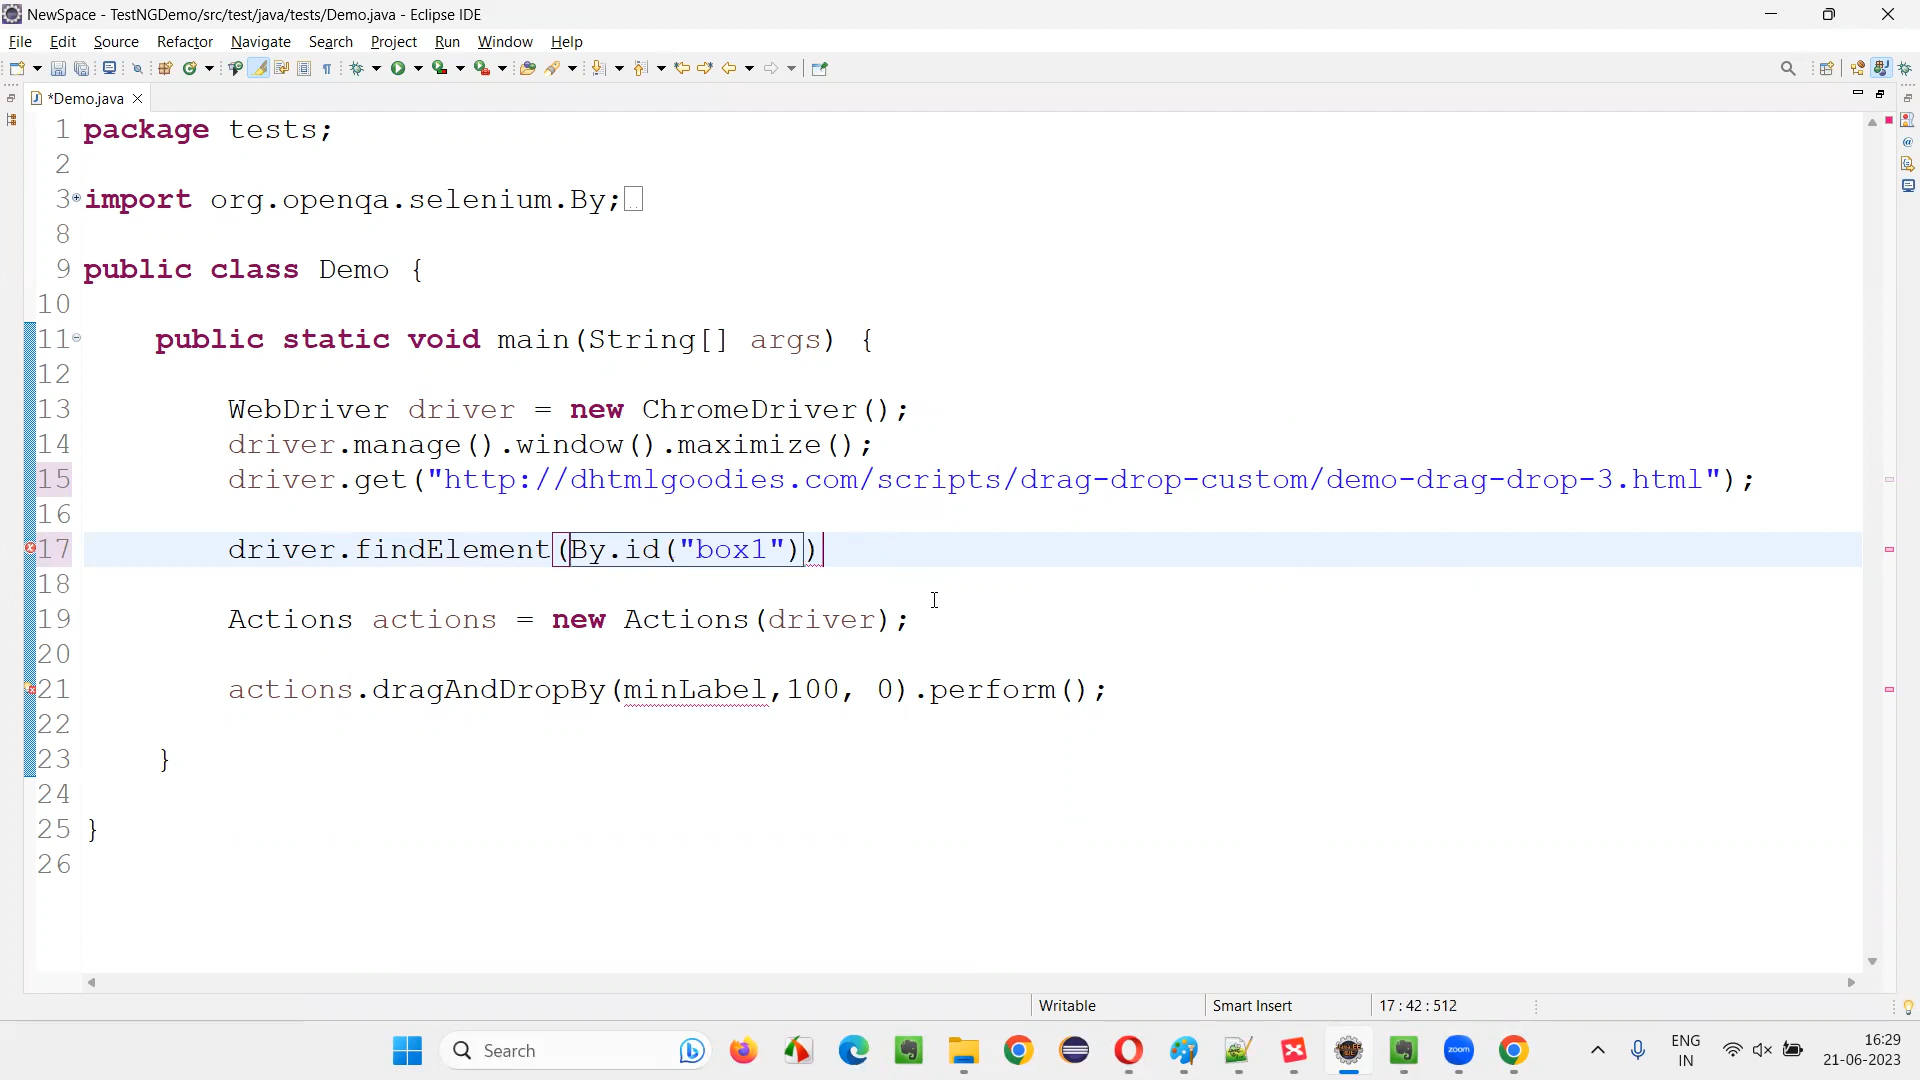 NewSpace - TestNGDemo/src/test/java/tests/Demo.java - Eclipse IDE
File Edit Source Refactor Navigate Search Project Run Window Help
*Demo.java
1 package tests;
2
3 import org.openqa.selenium.By;
8
9 public class Demo {
10
11 public static void main(String[] args) {
12
13 WebDriver driver = new ChromeDriver();
14 driver.manage().window().maximize();
15 driver.get("http://dhtmlgoodies.com/scripts/drag-drop-custom/demo-drag-drop-3.html");
16
17 driver.findElement(By.id("box1"))
18
19 Actions actions = new Actions(driver);
20
21 actions.dragAndDropBy(minLabel,100, 0).perform();
22
23 }
24
25 }
26
Writable Smart Insert 17 : 42 : 512
Search zoom ENG IN 16:29 21-06-2023